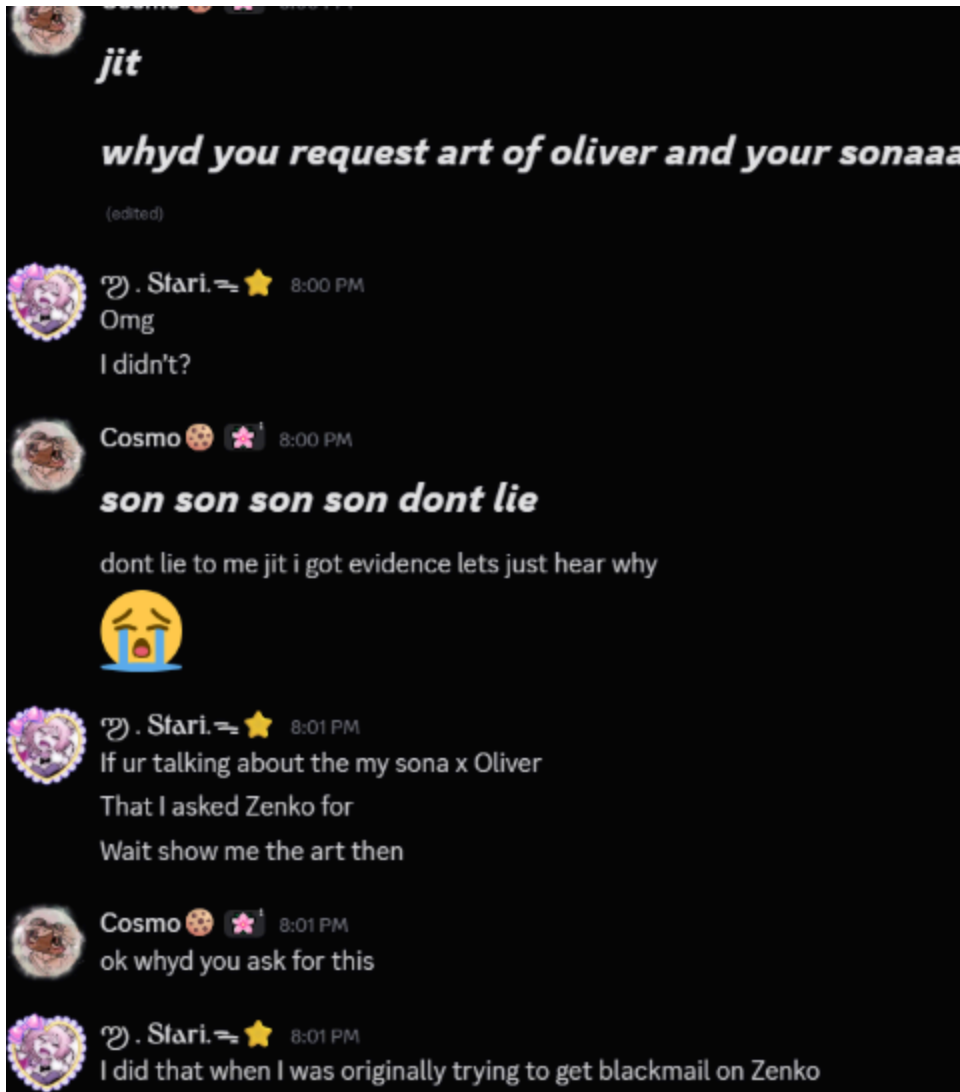 jit
whyd you request art of oliver and your sonaaa
(edited)
Stari. 8:00 PM
Omg
I didn't?
Cosmo 8:00 PM
son son son son dont lie
dont lie to me jit i got evidence lets just hear why
Stari. 8:01 PM
If ur talking about the my sona x Oliver
That I asked Zenko for
Wait show me the art then
Cosmo 8:01 PM
ok whyd you ask for this
Stari. 8:01 PM
I did that when I was originally trying to get blackmail on Zenko